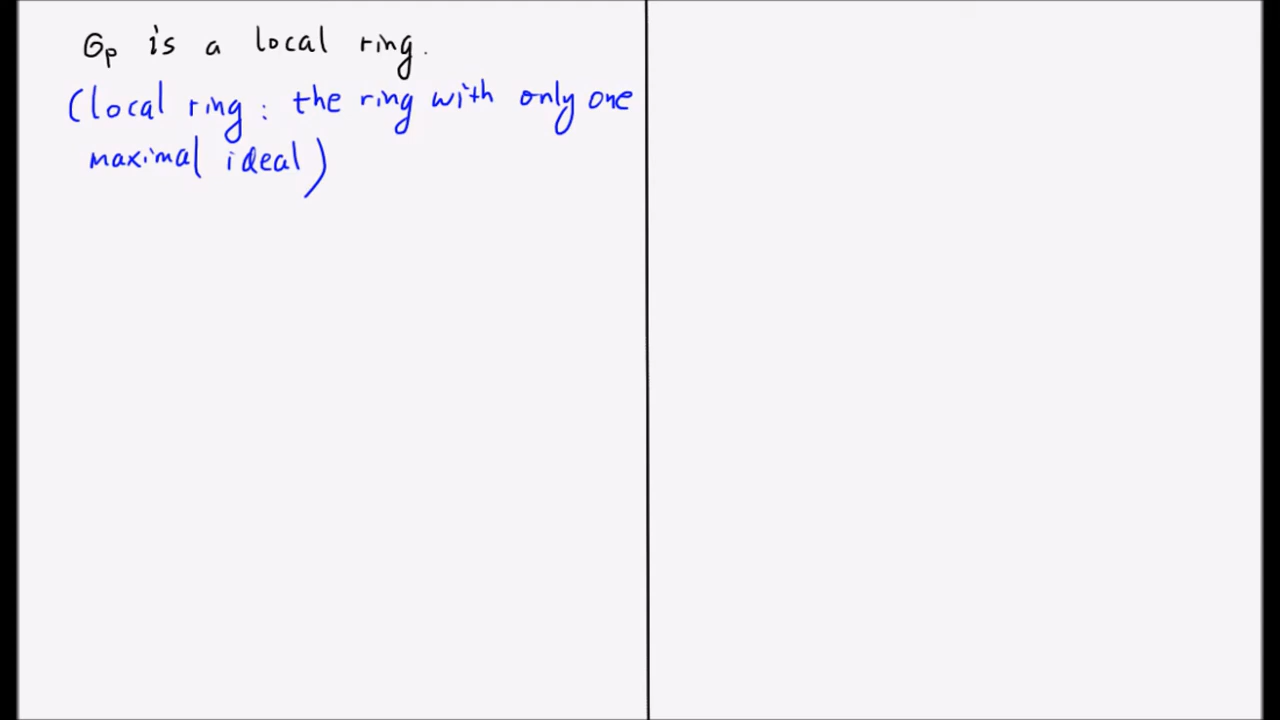 𝒪ₚ is a local ring.
(local ring : the ring with only one
maximal ideal)